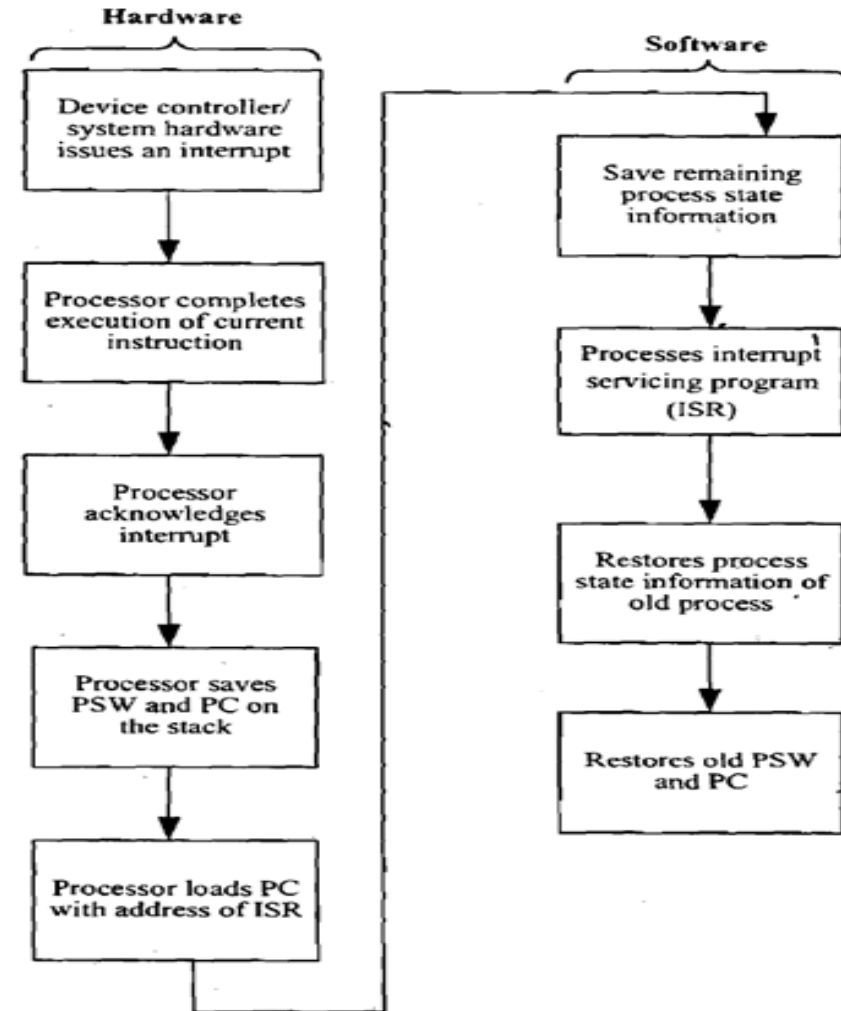 Hardware
Device controller/
system hardware
issues an interrupt
Processor completes
execution of current
instruction
Processor
acknowledges
interrupt
Processor saves
PSW and PC on
the stack
Processor loads PC
with address of ISR
Software
Save remaining
process state
information
Processes interrupt
servicing program
(ISR)
Restores process
state information of
old process
Restores old PSW
and PC